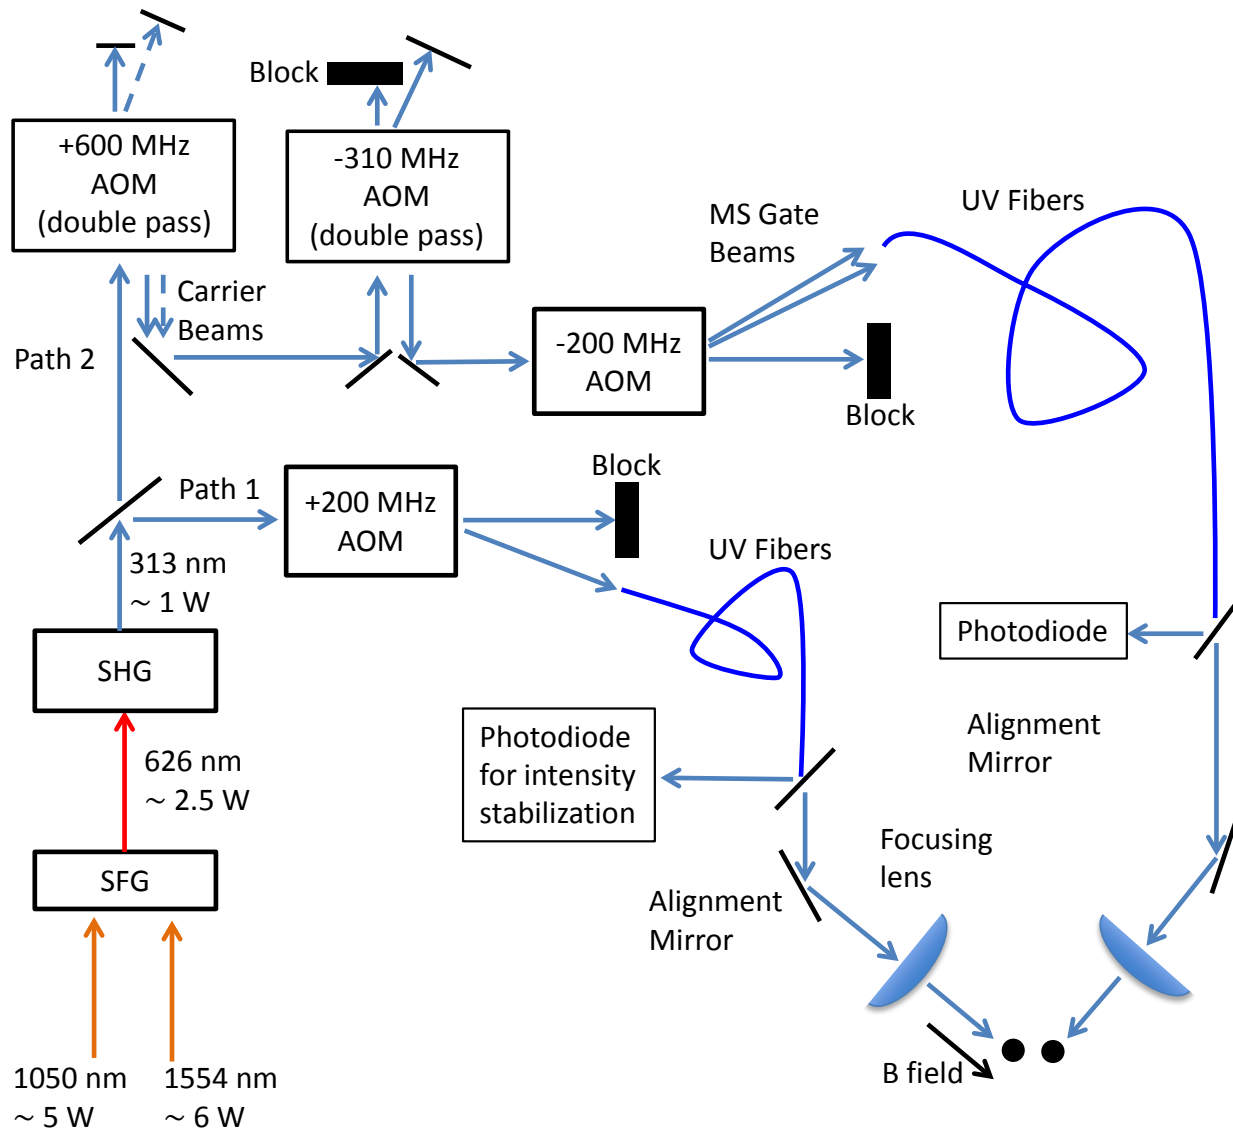 Block
+600 MHz
AOM
(double pass)
-310 MHz
AOM
(double pass)
UV Fibers
MS Gate
Beams
Carrier
Beams
Path 2
-200 MHz
AOM
Block
Path 1
+200 MHz
AOM
Block
313 nm
~ 1 W
UV Fibers
Photodiode
SHG
Photodiode
for intensity
stabilization
Alignment
Mirror
626 nm
~ 2.5 W
SFG
Focusing
lens
Alignment
Mirror
B field
1050 nm
~ 5 W
1554 nm
~ 6 W